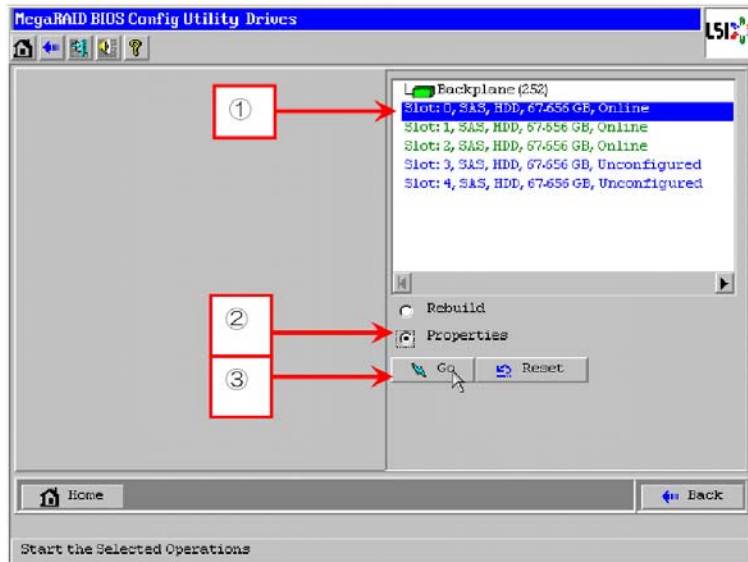 MegaRAID BIOS Config Utility Drives
LSI
Backplane (252)
① Slot: 0, SAS, HDD, 67.656 GB, Online
Slot: 1, SAS, HDD, 67.656 GB, Online
Slot: 2, SAS, HDD, 67.656 GB, Online
Slot: 3, SAS, HDD, 67.656 GB, Unconfigured
Slot: 4, SAS, HDD, 67.656 GB, Unconfigured
Rebuild
② Properties
③ Go Reset
Home Back
Start the Selected Operations